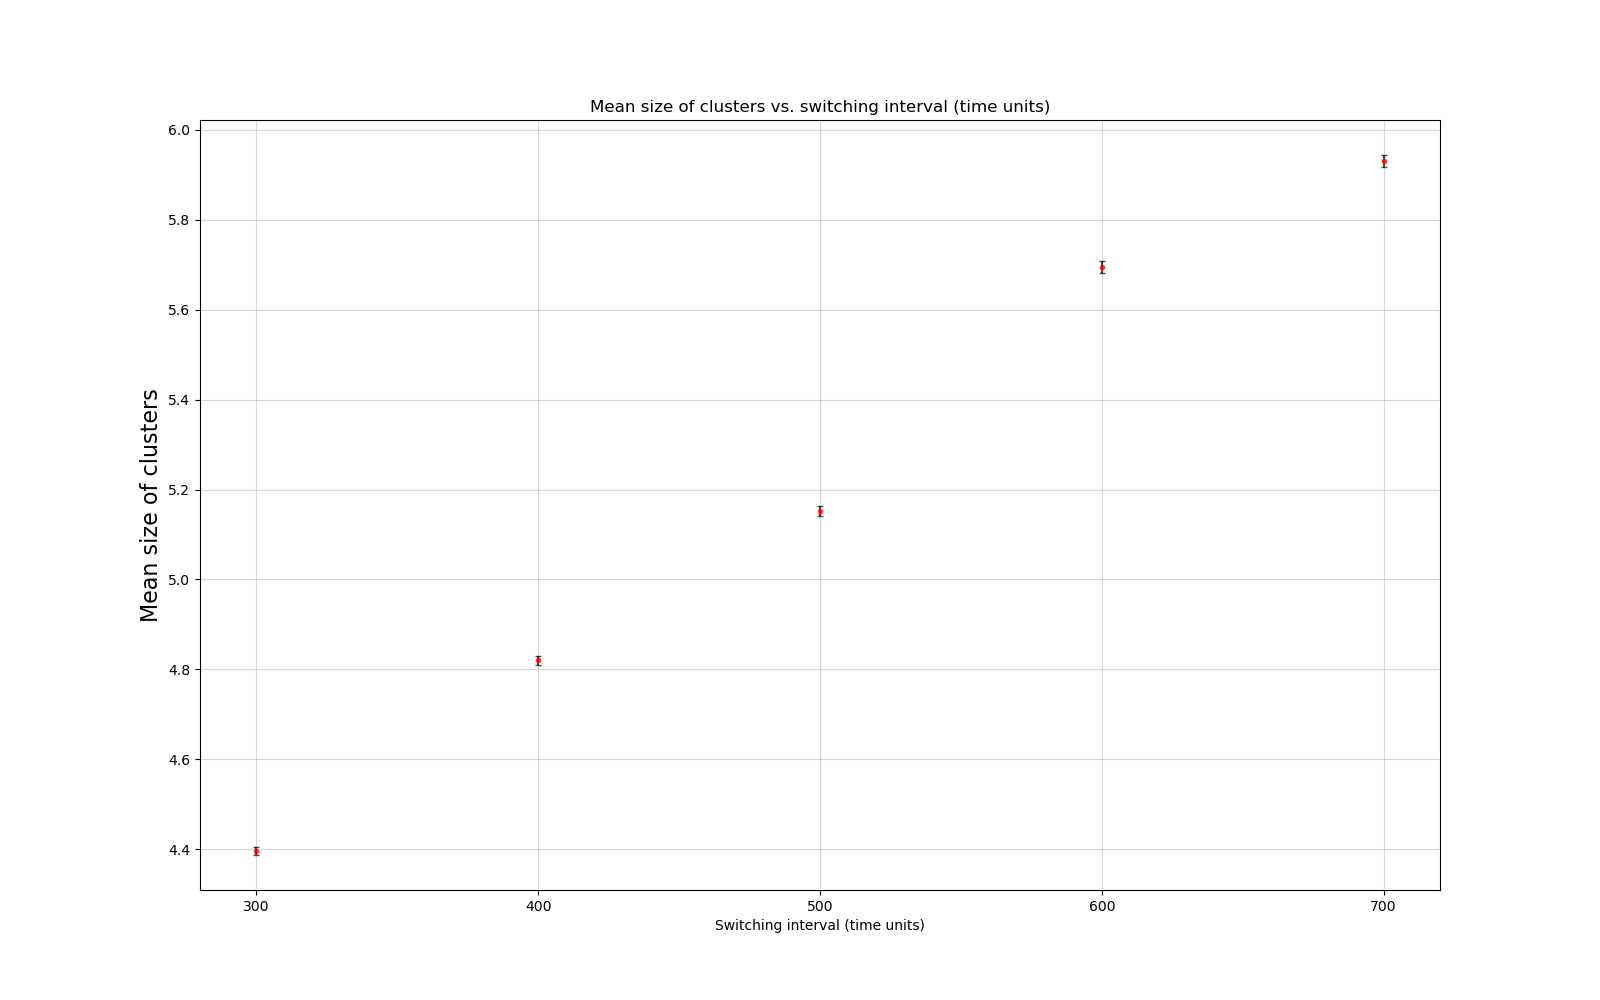 Mean size of clusters vs. switching interval (time units)
Mean size of clusters
6.0
5.8
5.6
5.4
5.2
5.0
4.8
4.6
4.4
300 400 500 600 700
Switching interval (time units)